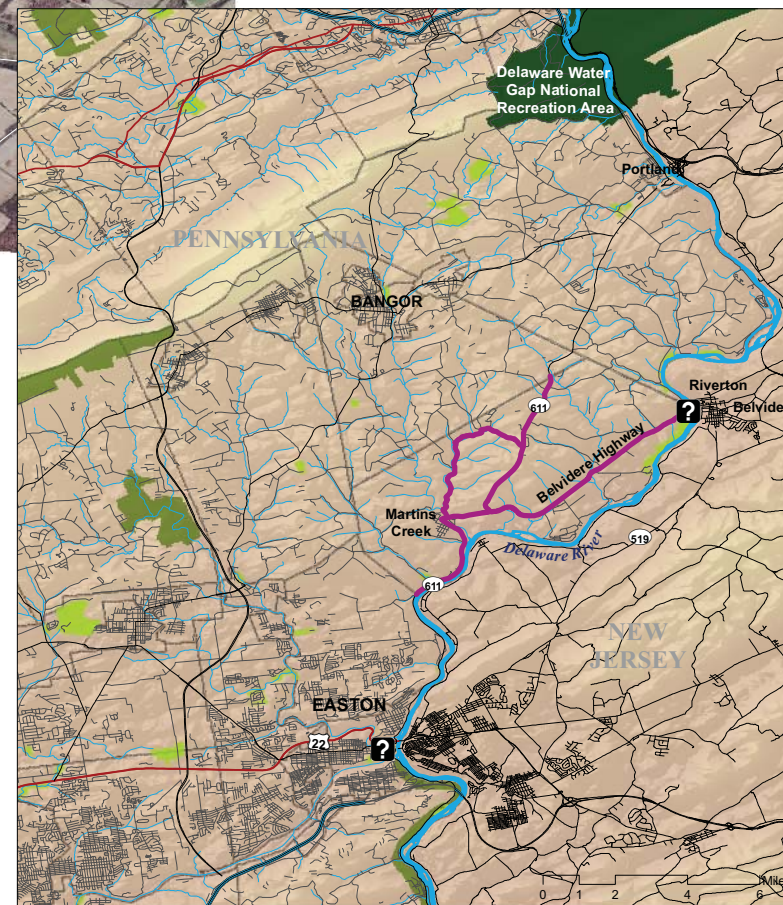 Delaware Water
Gap National
Recreation Area
Portland
PENNSYLVANIA
BANGOR
Riverton
?
Belvide
611
Belvidere Highway
Martins
Creek
519
Delaware River
611
NEW
JERSEY
EASTON
22
?
Mile
0 1 2 4 6